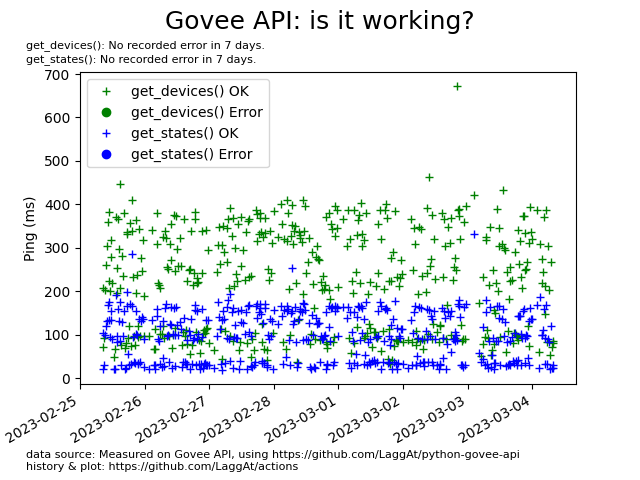 Govee API: is it working?
get_devices(): No recorded error in 7 days.
get_states(): No recorded error in 7 days.
get_devices() OK
get_devices() Error
get_states() OK
get_states() Error
Ping (ms)
700
600
500
400
300
200
100
0
2023-02-25
2023-02-26
2023-02-27
2023-02-28
2023-03-01
2023-03-02
2023-03-03
2023-03-04
data source: Measured on Govee API, using https://github.com/LaggAt/python-govee-api
history & plot: https://github.com/LaggAt/actions